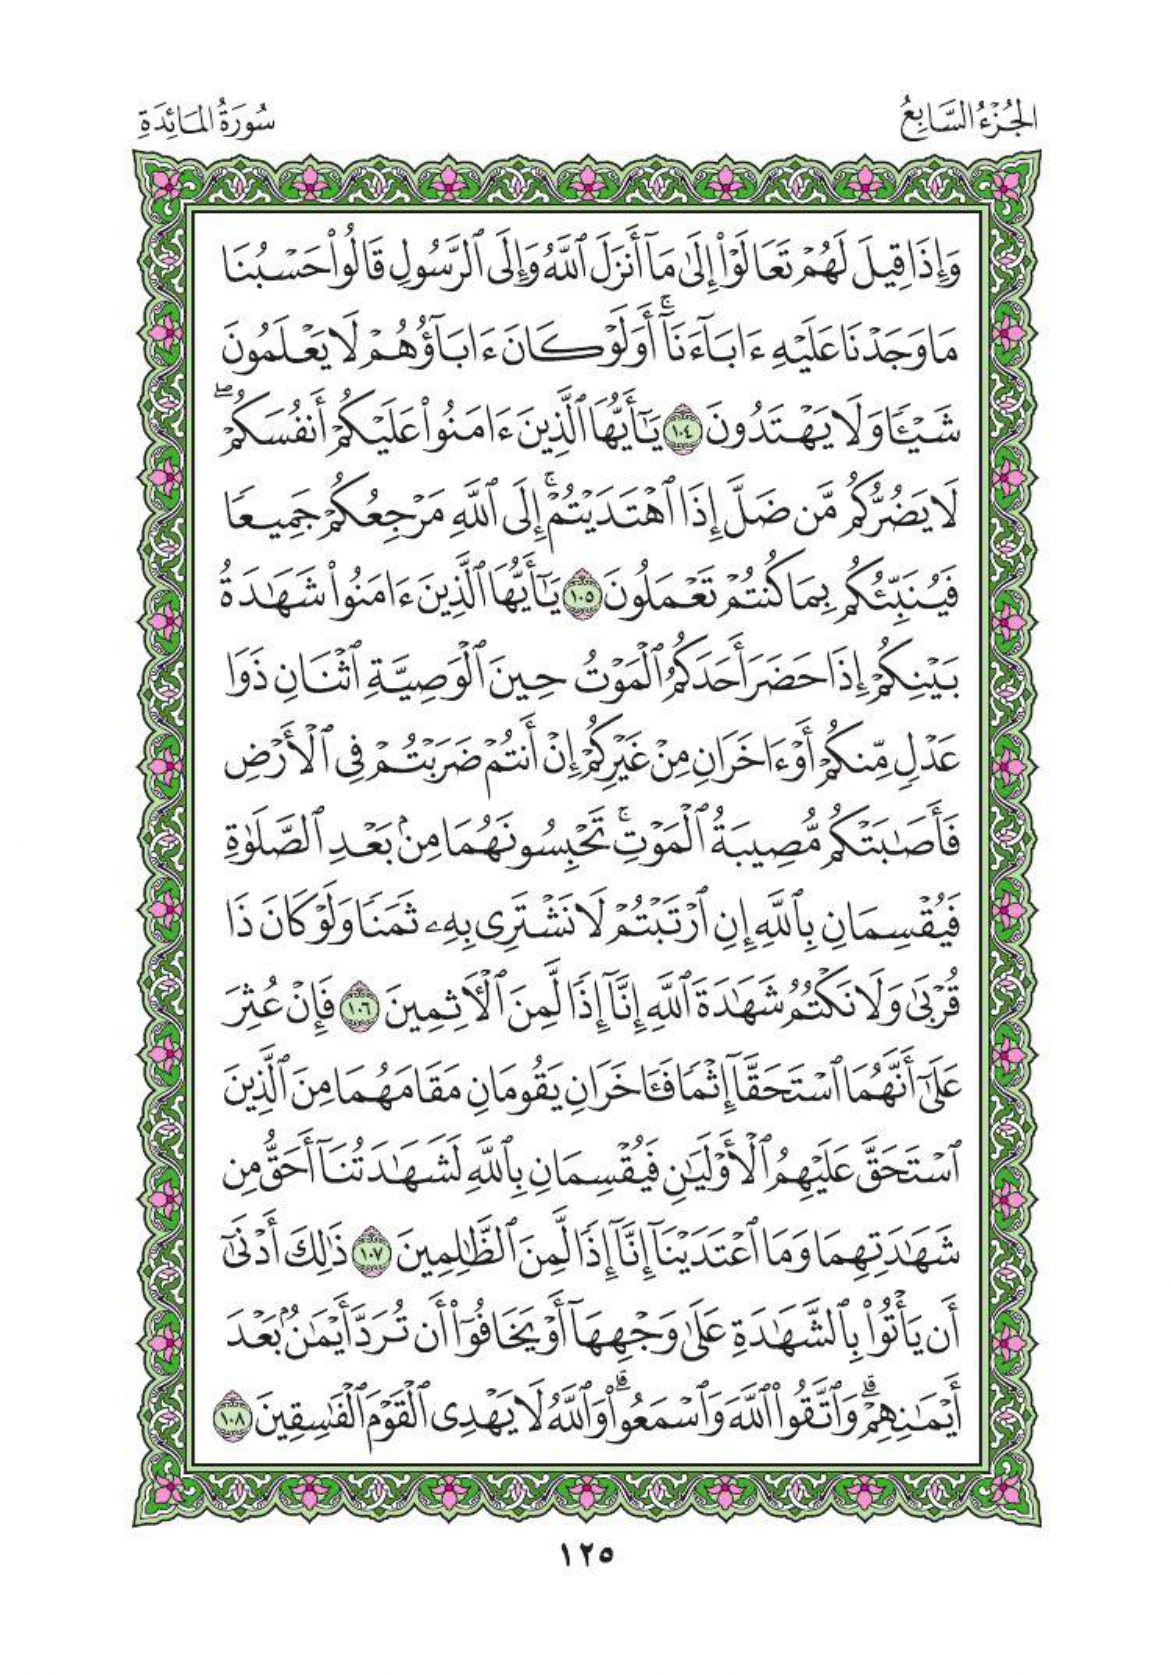 الجُزْءُ السَّابِعُ
سُورَةُ المَائِدَةِ
وَإِذَا قِيلَ لَهُمْ تَعَالَوْا۟ إِلَىٰ مَآ أَنزَلَ ٱللَّهُ وَإِلَى ٱلرَّسُولِ قَالُوا۟ حَسْبُنَا
مَا وَجَدْنَا عَلَيْهِ ءَابَآءَنَآ ۚ أَوَلَوْ كَانَ ءَابَآؤُهُمْ لَا يَعْلَمُونَ
شَيْـًٔا وَلَا يَهْتَدُونَ ١٠٤ يَـٰٓأَيُّهَا ٱلَّذِينَ ءَامَنُوا۟ عَلَيْكُمْ أَنفُسَكُمْ ۖ
لَا يَضُرُّكُم مَّن ضَلَّ إِذَا ٱهْتَدَيْتُمْ ۚ إِلَى ٱللَّهِ مَرْجِعُكُمْ جَمِيعًا
فَيُنَبِّئُكُم بِمَا كُنتُمْ تَعْمَلُونَ ١٠٥ يَـٰٓأَيُّهَا ٱلَّذِينَ ءَامَنُوا۟ شَهَـٰدَةُ
بَيْنِكُمْ إِذَا حَضَرَ أَحَدَكُمُ ٱلْمَوْتُ حِينَ ٱلْوَصِيَّةِ ٱثْنَانِ ذَوَا
عَدْلٍ مِّنكُمْ أَوْ ءَاخَرَانِ مِنْ غَيْرِكُمْ إِنْ أَنتُمْ ضَرَبْتُمْ فِى ٱلْأَرْضِ
فَأَصَـٰبَتْكُم مُّصِيبَةُ ٱلْمَوْتِ ۚ تَحْبِسُونَهُمَا مِنۢ بَعْدِ ٱلصَّلَوٰةِ
فَيُقْسِمَانِ بِٱللَّهِ إِنِ ٱرْتَبْتُمْ لَا نَشْتَرِى بِهِۦ ثَمَنًا وَلَوْ كَانَ ذَا
قُرْبَىٰ وَلَا نَكْتُمُ شَهَـٰدَةَ ٱللَّهِ إِنَّآ إِذًا لَّمِنَ ٱلْـَٔاثِمِينَ ١٠٦ فَإِنْ عُثِرَ
عَلَىٰٓ أَنَّهُمَا ٱسْتَحَقَّآ إِثْمًا فَـَٔاخَرَانِ يَقُومَانِ مَقَامَهُمَا مِنَ ٱلَّذِينَ
ٱسْتَحَقَّ عَلَيْهِمُ ٱلْأَوْلَيَـٰنِ فَيُقْسِمَانِ بِٱللَّهِ لَشَهَـٰدَتُنَآ أَحَقُّ مِن
شَهَـٰدَتِهِمَا وَمَا ٱعْتَدَيْنَآ إِنَّآ إِذًا لَّمِنَ ٱلظَّـٰلِمِينَ ١٠٧ ذَٰلِكَ أَدْنَىٰٓ
أَن يَأْتُوا۟ بِٱلشَّهَـٰدَةِ عَلَىٰ وَجْهِهَآ أَوْ يَخَافُوٓا۟ أَن تُرَدَّ أَيْمَـٰنٌۢ بَعْدَ
أَيْمَـٰنِهِمْ ۗ وَٱتَّقُوا۟ ٱللَّهَ وَٱسْمَعُوا۟ ۗ وَٱللَّهُ لَا يَهْدِى ٱلْقَوْمَ ٱلْفَـٰسِقِينَ ١٠٨
١٢٥